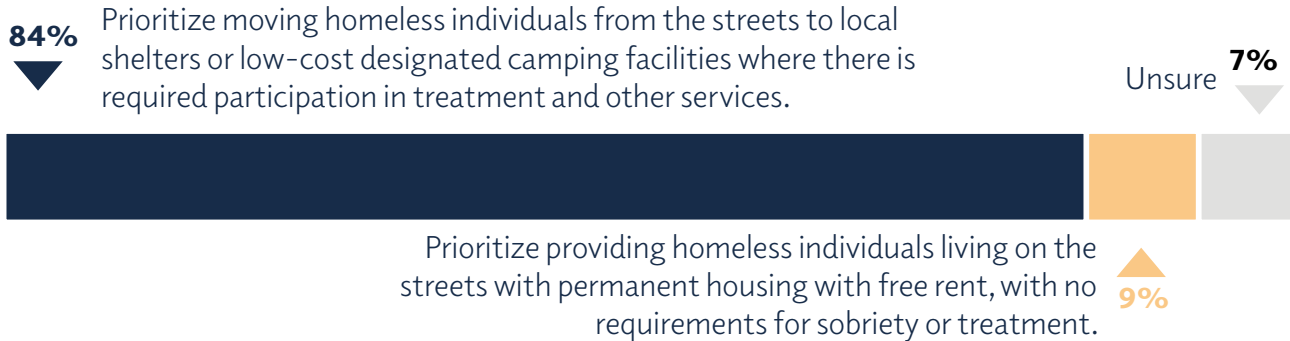 84%
Prioritize moving homeless individuals from the streets to local
shelters or low-cost designated camping facilities where there is
required participation in treatment and other services.
Unsure
7%
Prioritize providing homeless individuals living on the
streets with permanent housing with free rent, with no
requirements for sobriety or treatment.
9%